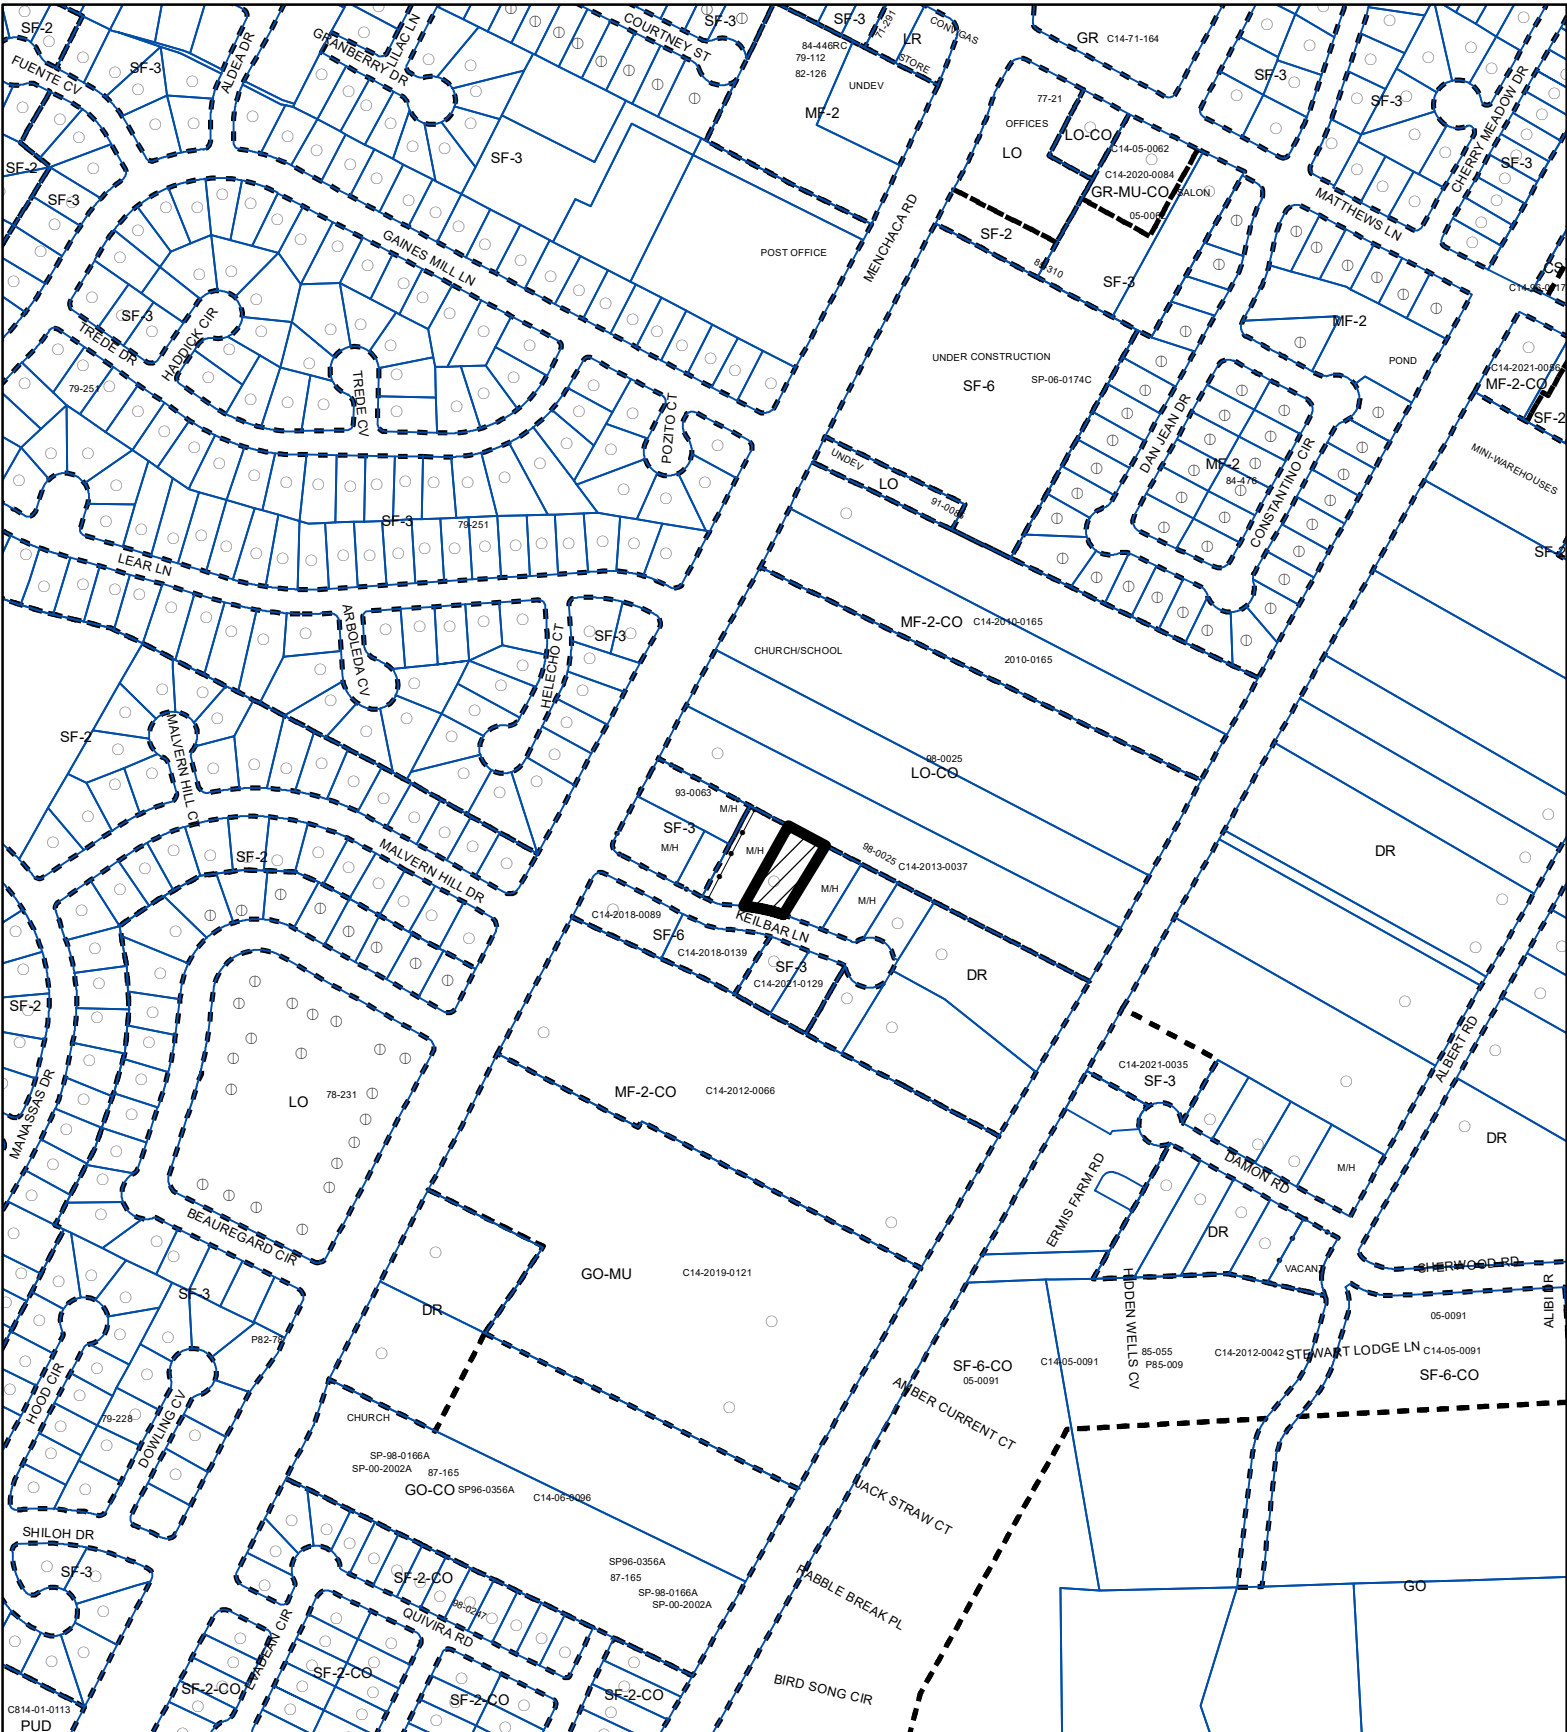 SF-2
FUENTE CV
SF-3
ALDEA DR
GRANBERRY DR
LILAC LN
COURTNEY ST
SF-3
SF-3
71-291
84-446RC
79-112
82-126
UNDEV
MF-2
LR
CONV/GAS
STORE
GR
C14-71-164
SF-3
SF-3
CHERRY MEADOW DR
SF-3
77-21
OFFICES
LO
LO-CO
C14-05-0062
C14-2020-0084
GR-MU-CO
SALON
SF-2
SF-3
SF-3
MATTHEWS LN
GAINES MILL LN
POST OFFICE
MENCHACA RD
SF-2
SF-3
CS
SF-3
HADDICK CIR
TREDE DR
TREDE CV
79-251
POZITO CT
UNDER CONSTRUCTION
SF-6
SP-06-0174C
MF-2
POND
MF-2-CO
SF-2
MINI-WAREHOUSES
DAN JEAN DR
MF-2
84-476
CONSTANTINO CIR
UNDEV
LO
SF-3
79-251
SF-2
LEAR LN
ARBOLEDA CV
HELECHO CT
SF-3
MF-2-CO
C14-2010-0165
2010-0165
CHURCH/SCHOOL
SF-2
MALVERN HILL CT
98-0025
LO-CO
93-0063
M/H
SF-3
M/H
M/H
98-0025
C14-2013-0037
M/H
M/H
DR
SF-2
MALVERN HILL DR
C14-2018-0089
SF-6
KEILBAR LN
C14-2018-0139
SF-3
C14-2021-0129
DR
SF-2
MANASSAS DR
LO
78-231
MF-2-CO
C14-2012-0066
C14-2021-0035
SF-3
ALBERT RD
DR
DAMON RD
M/H
ERMIS FARM RD
DR
VACANT
BEAUREGARD CIR
GO-MU
C14-2019-0121
DR
HIDDEN WELLS CV
SHERWOOD RD
ALIBI DR
05-0091
SF-3
P82-78
HOOD CIR
79-228
DOWLING CV
SF-6-CO
05-0091
C14-05-0091
85-055
P85-009
C14-2012-0042
STEWART LODGE LN
C14-05-0091
SF-6-CO
AMBER CURRENT CT
CHURCH
SP-98-0166A
SP-00-2002A
87-165
GO-CO
SP96-0356A
C14-06-0096
JACK STRAW CT
SHILOH DR
SF-3
SP96-0356A
87-165
SP-98-0166A
SP-00-2002A
SF-2-CO
98-0247
QUIVIRA RD
RABBLE BREAK PL
GO
EVADEAN CIR
SF-2-CO
SF-2-CO
SF-2-CO
SF-2-CO
BIRD SONG CIR
C814-01-0113
PUD